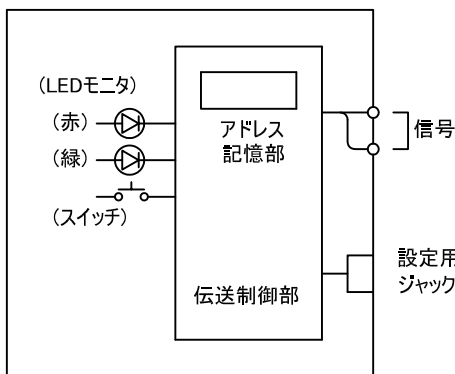 (LEDモニタ)
(赤)
(緑)
(スイッチ)
アドレス
記憶部
伝送制御部
信号
設定用
ジャック